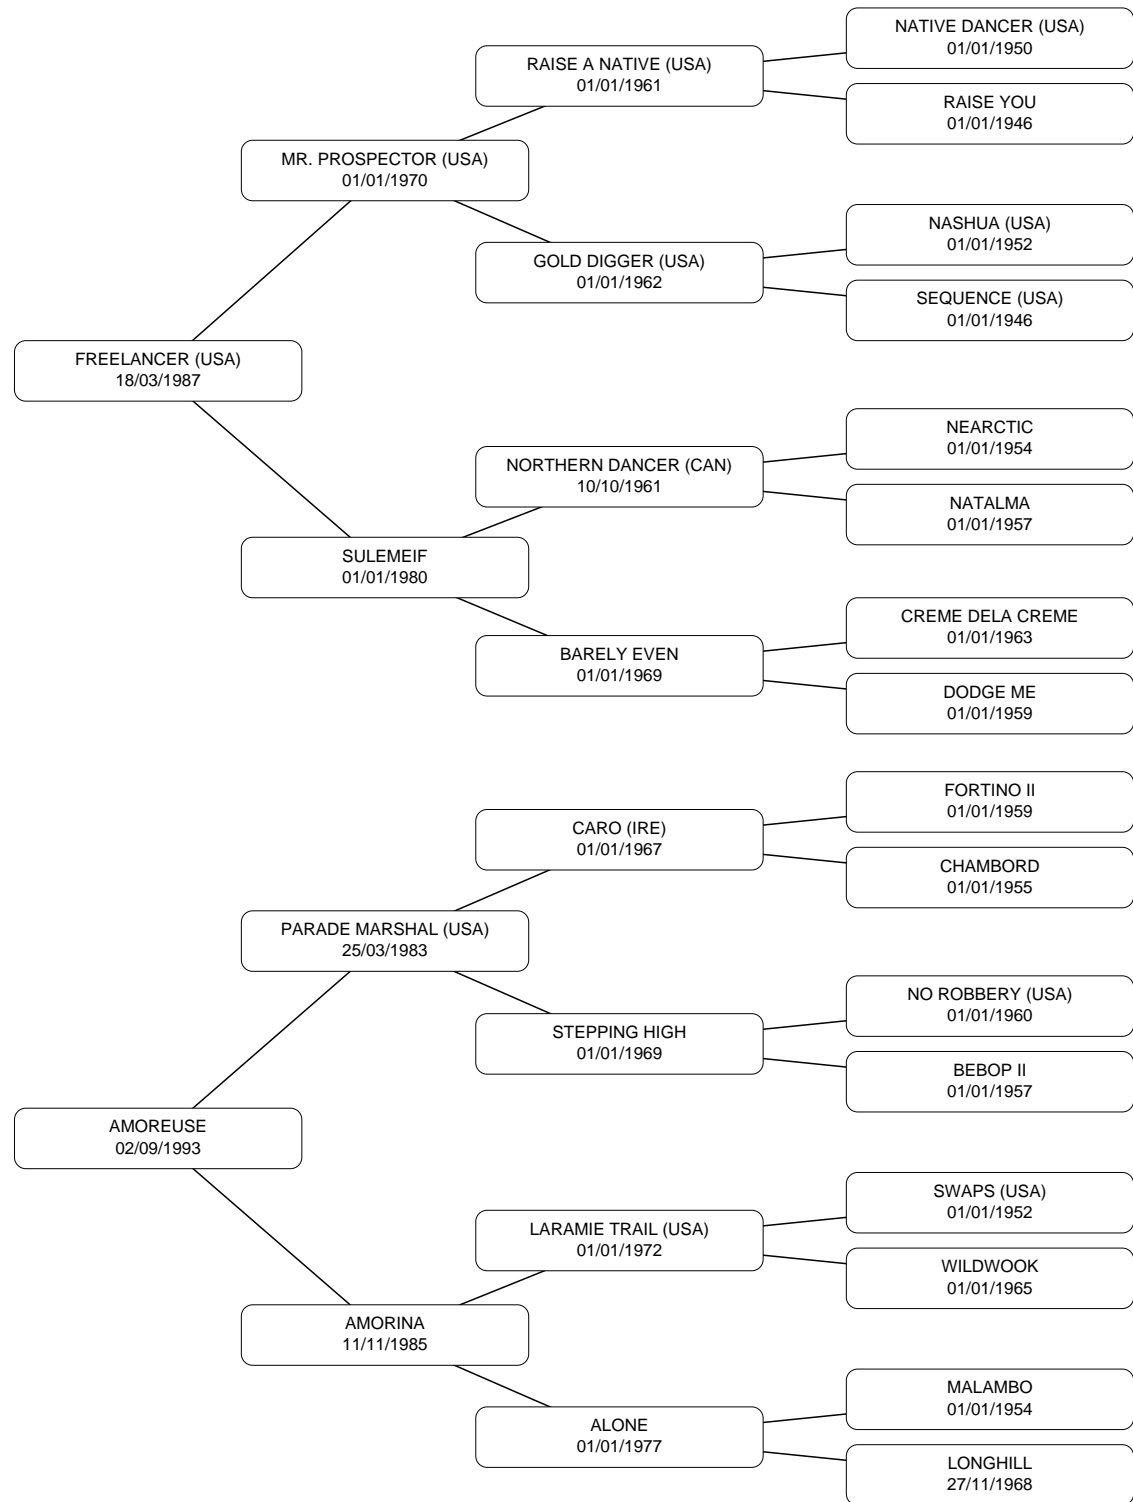 NATIVE DANCER (USA)
01/01/1950
RAISE A NATIVE (USA)
01/01/1961
RAISE YOU
01/01/1946
MR. PROSPECTOR (USA)
01/01/1970
NASHUA (USA)
01/01/1952
GOLD DIGGER (USA)
01/01/1962
SEQUENCE (USA)
01/01/1946
FREELANCER (USA)
18/03/1987
NEARCTIC
01/01/1954
NORTHERN DANCER (CAN)
10/10/1961
NATALMA
01/01/1957
SULEMEIF
01/01/1980
CREME DELA CREME
01/01/1963
BARELY EVEN
01/01/1969
DODGE ME
01/01/1959
FORTINO II
01/01/1959
CARO (IRE)
01/01/1967
CHAMBORD
01/01/1955
PARADE MARSHAL (USA)
25/03/1983
NO ROBBERY (USA)
01/01/1960
STEPPING HIGH
01/01/1969
BEBOP II
01/01/1957
AMOREUSE
02/09/1993
SWAPS (USA)
01/01/1952
LARAMIE TRAIL (USA)
01/01/1972
WILDWOOK
01/01/1965
AMORINA
11/11/1985
MALAMBO
01/01/1954
ALONE
01/01/1977
LONGHILL
27/11/1968